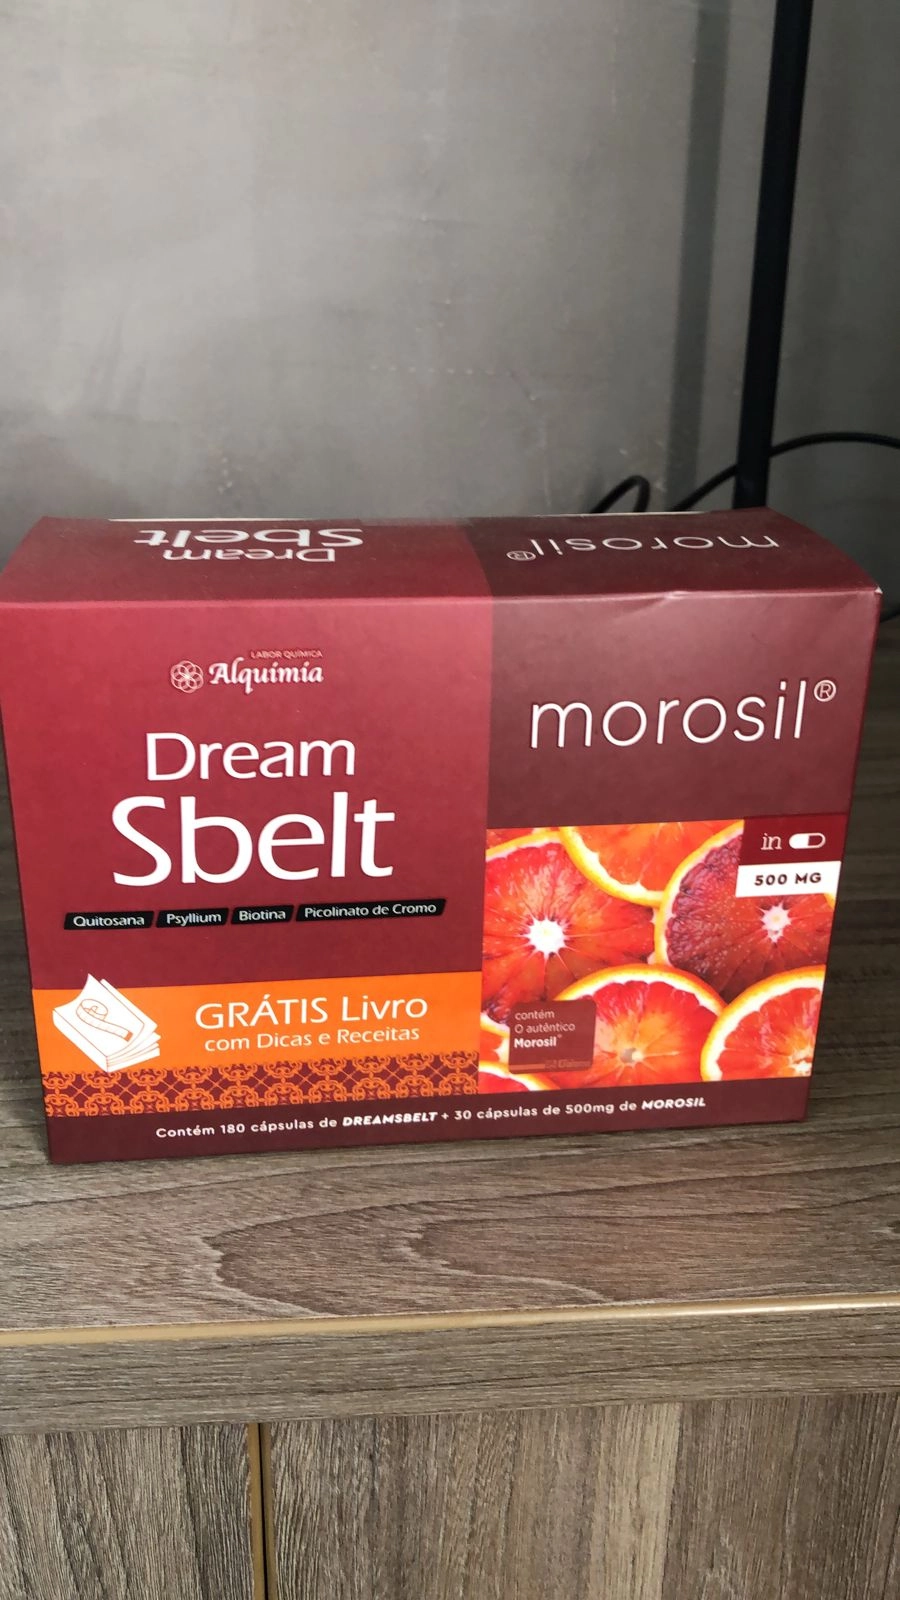 Dream
Sbelt
morosil®
LABOR QUÍMICA
Alquimia
Dream
Sbelt
Quitosana Psyllium Biotina Picolinato de Cromo
GRÁTIS Livro
com Dicas e Receitas
morosil®
in
500 MG
contém
O autêntico
Morosil®
Contém 180 cápsulas de DREAMSBELT + 30 cápsulas de 500mg de MOROSIL